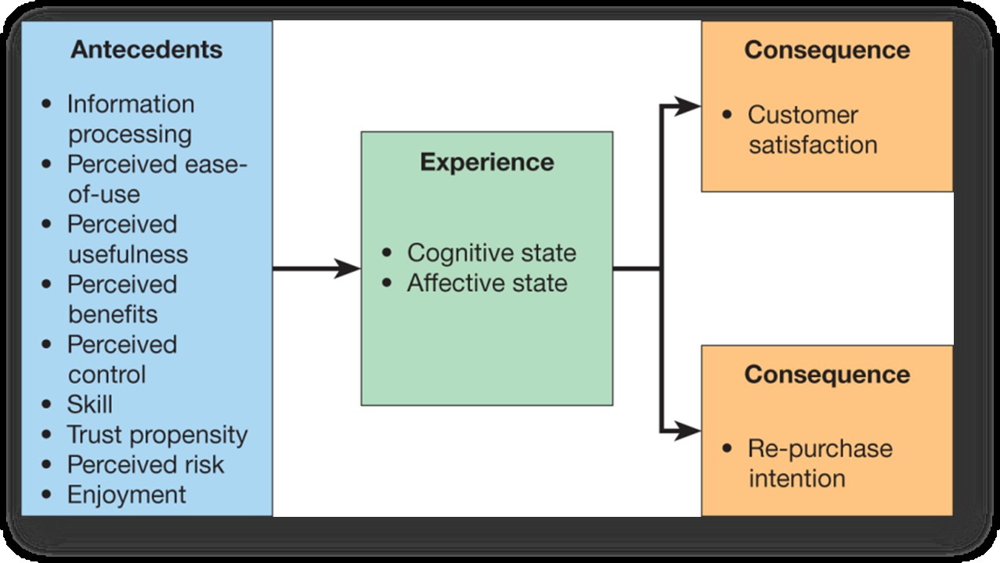 Antecedents
• Information
processing
• Perceived ease-
of-use
• Perceived
usefulness
• Perceived
benefits
• Perceived
control
• Skill
• Trust propensity
• Perceived risk
• Enjoyment
Experience
• Cognitive state
• Affective state
Consequence
• Customer
satisfaction
Consequence
• Re-purchase
intention